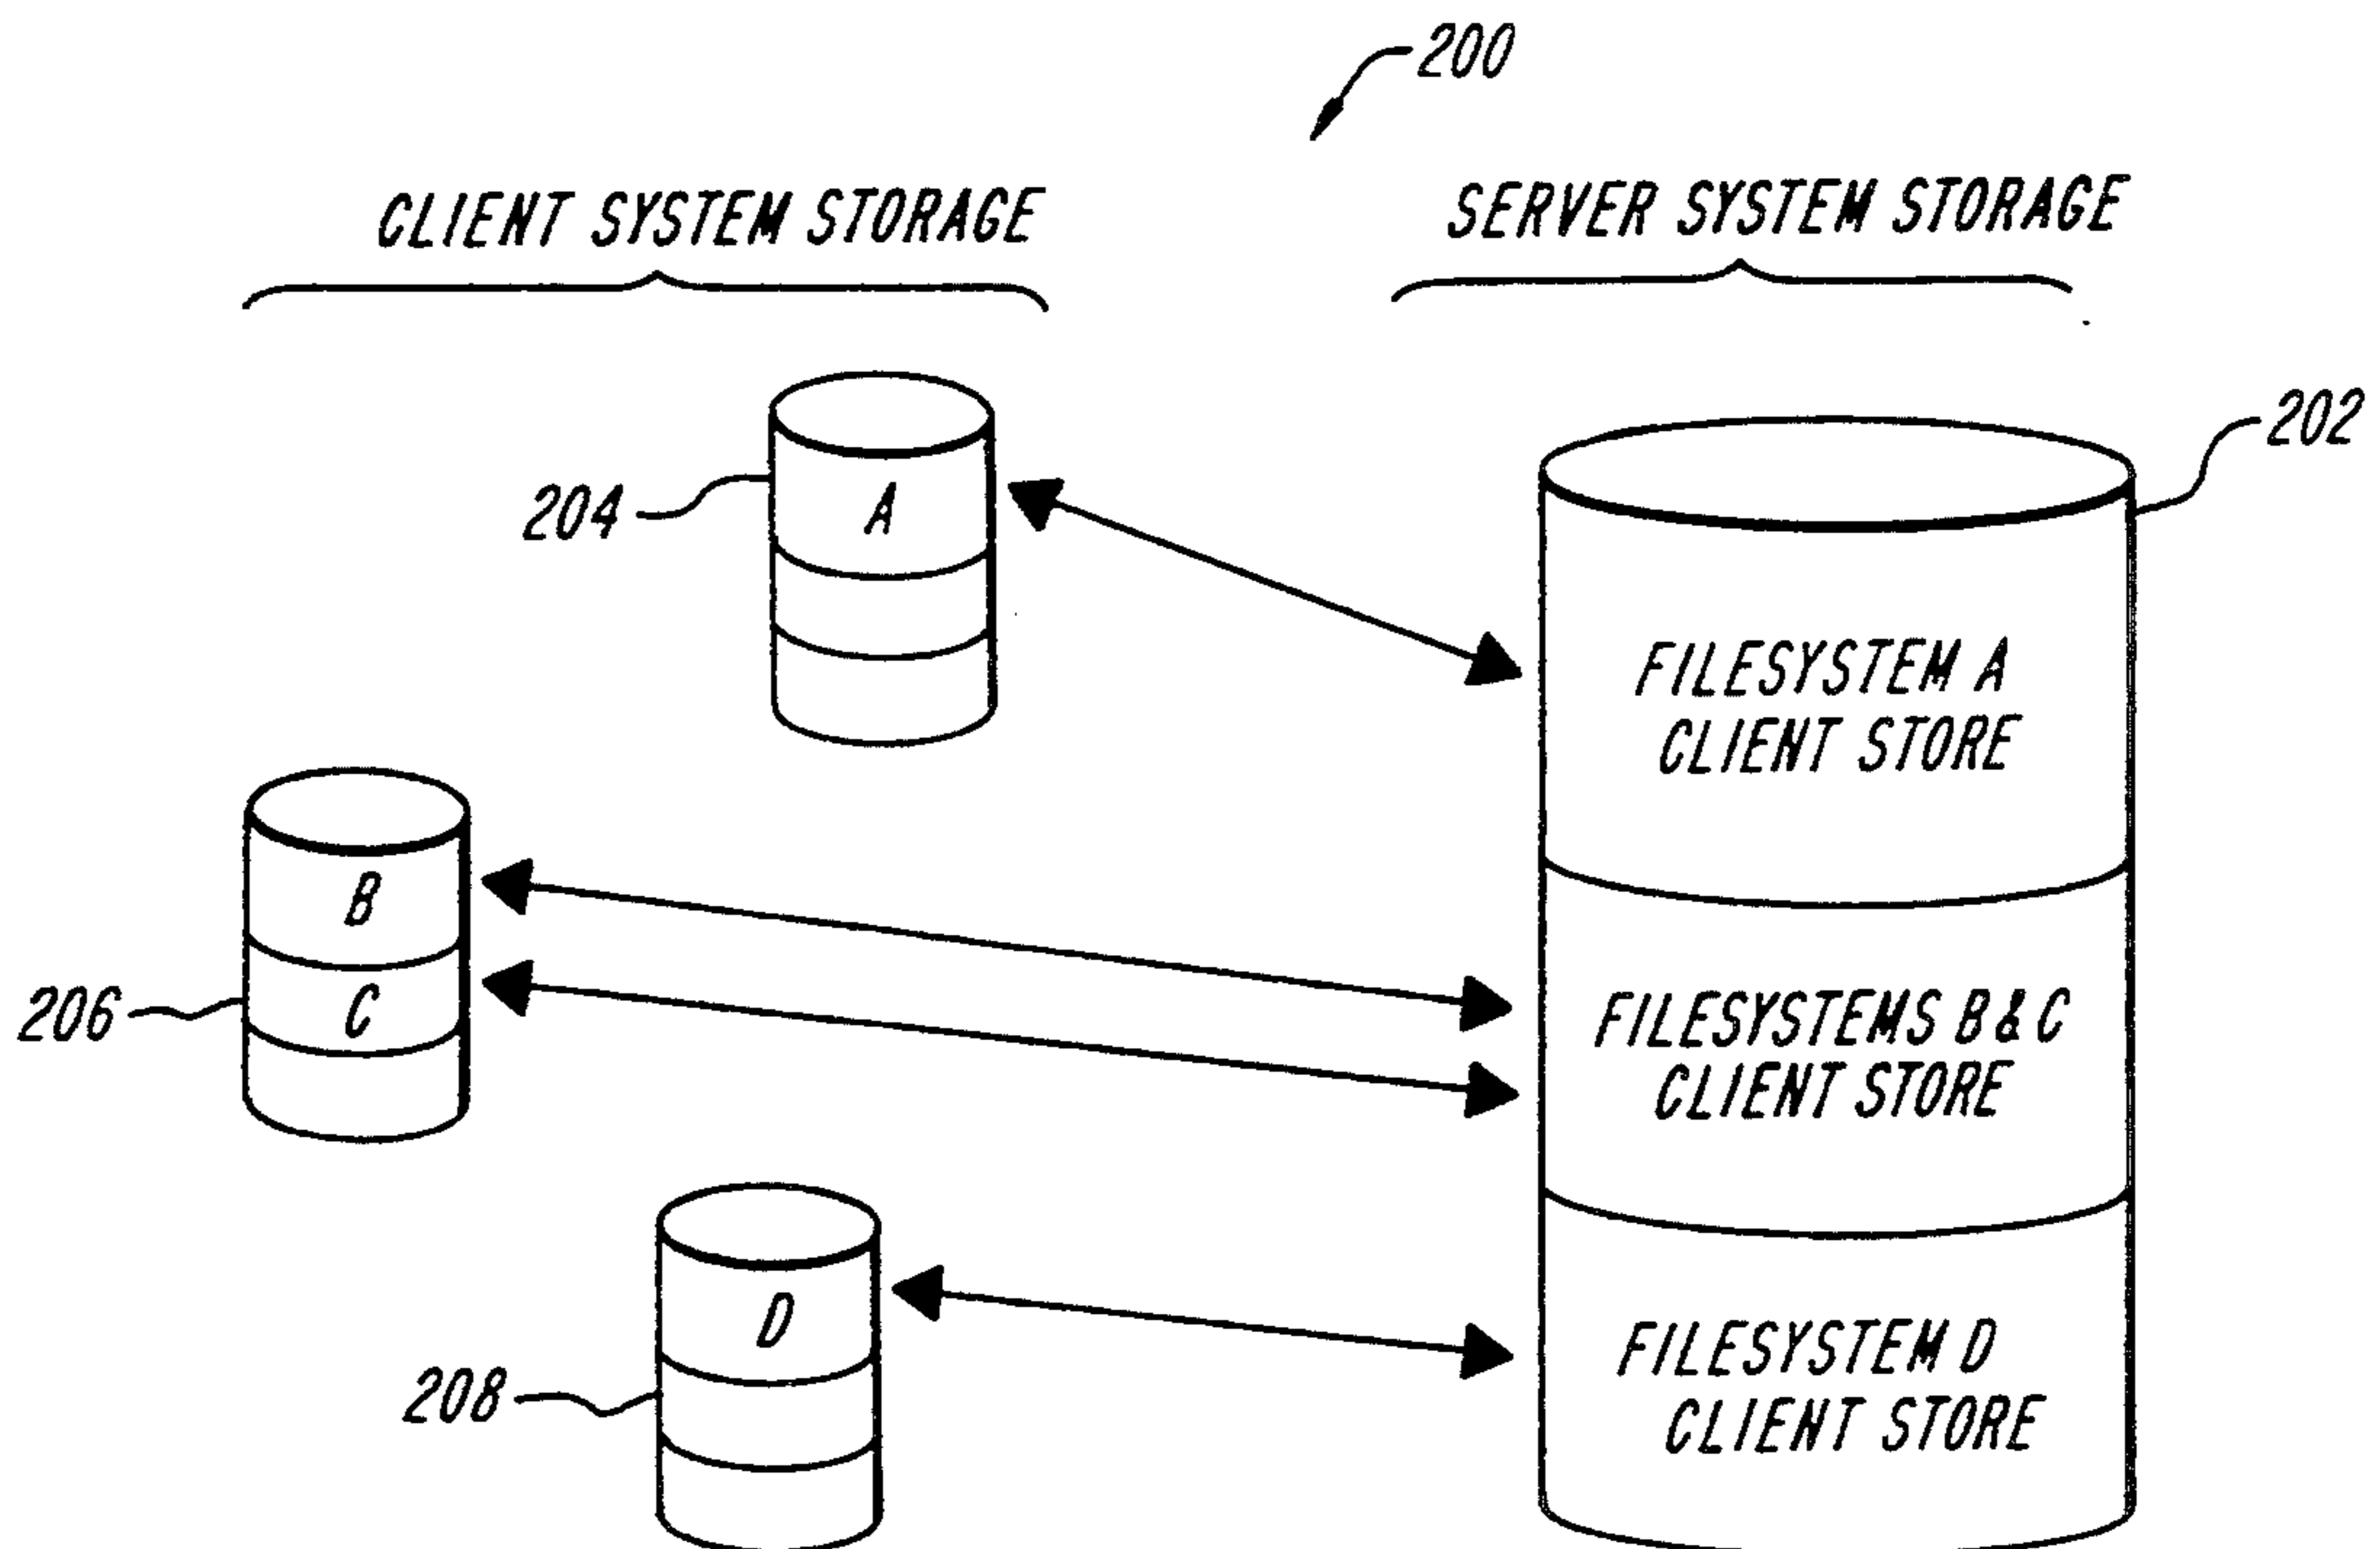 200
CLIENT SYSTEM STORAGE
SERVER SYSTEM STORAGE
202
204
A
FILESYSTEM A
CLIENT STORE
B
206
C
FILESYSTEMS B & C
CLIENT STORE
D
208
FILESYSTEM D
CLIENT STORE